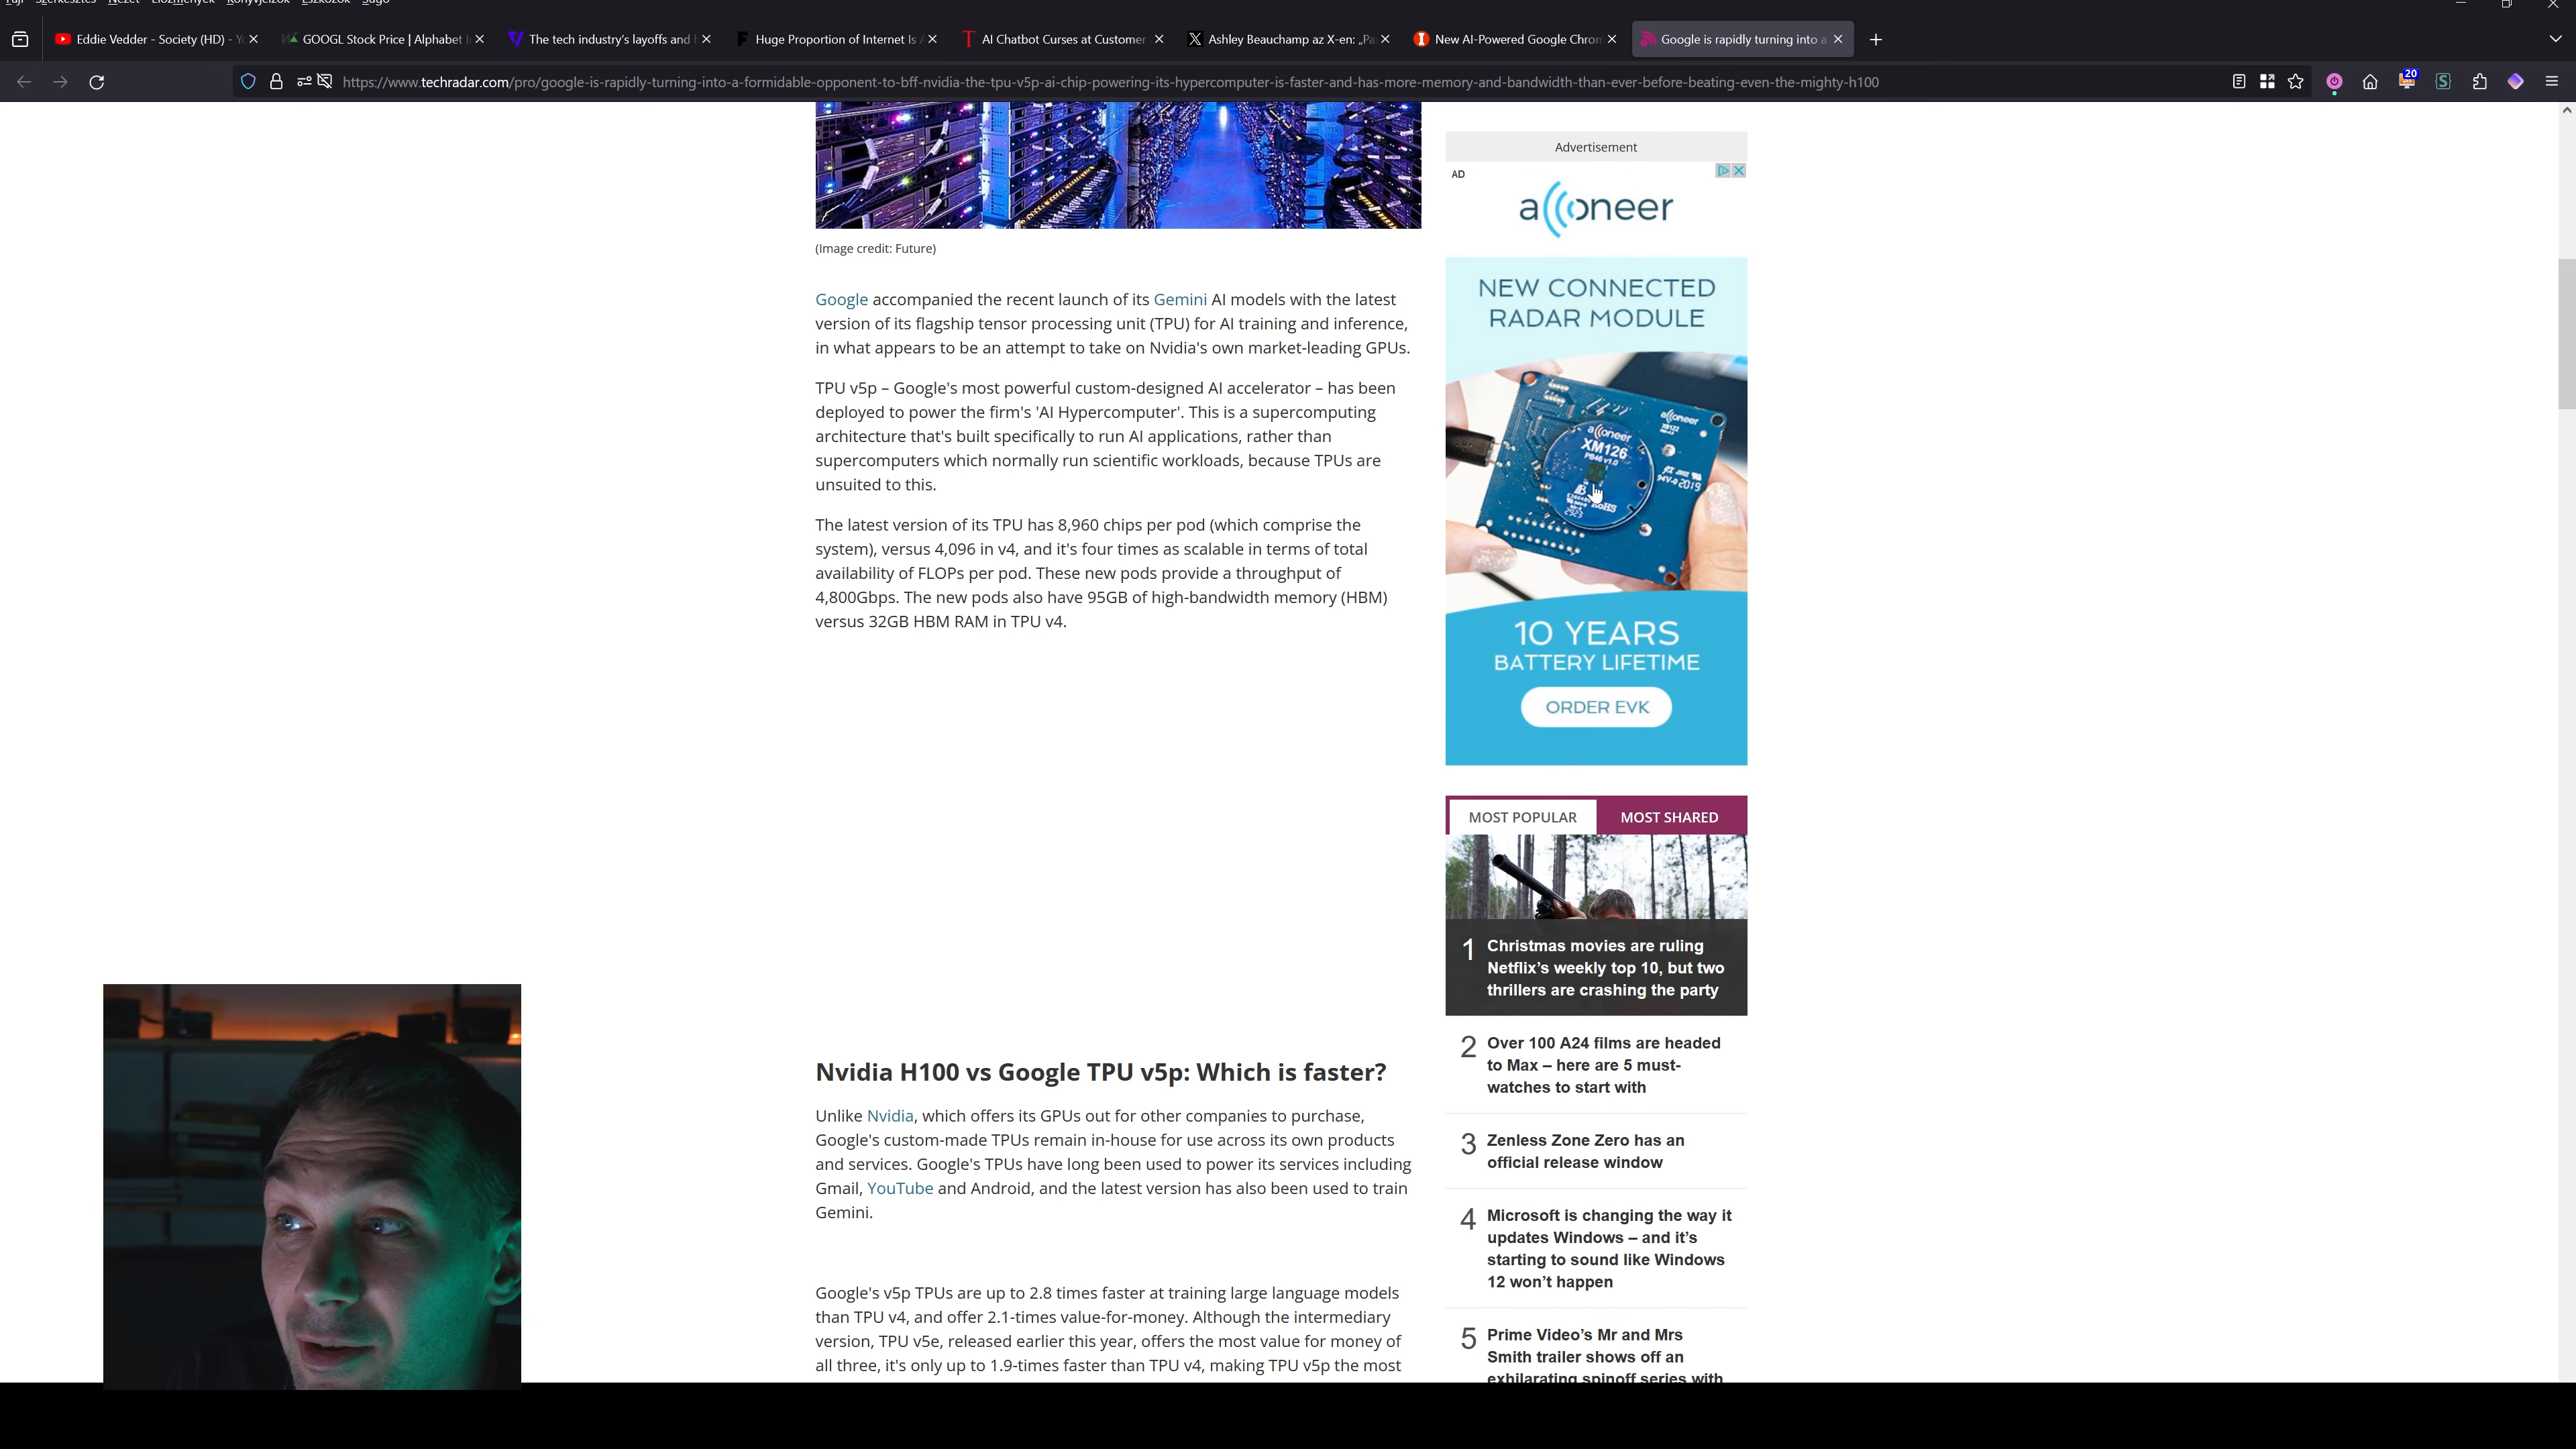 Eddie Vedder - Society (HD) - Y
GOOGL Stock Price | Alphabet I
The tech industry's layoffs and
Huge Proportion of Internet Is
AI Chatbot Curses at Customer
Ashley Beauchamp az X-en: „Pa
New AI-Powered Google Chrom
Google is rapidly turning into a
https://www.techradar.com/pro/google-is-rapidly-turning-into-a-formidable-opponent-to-bff-nvidia-the-tpu-v5p-ai-chip-powering-its-hypercomputer-is-faster-and-has-more-memory-and-bandwidth-than-ever-before-beating-even-the-mighty-h100
20
(Image credit: Future)
Google accompanied the recent launch of its Gemini AI models with the latest
version of its flagship tensor processing unit (TPU) for AI training and inference,
in what appears to be an attempt to take on Nvidia's own market-leading GPUs.
TPU v5p – Google's most powerful custom-designed AI accelerator – has been
deployed to power the firm's 'AI Hypercomputer'. This is a supercomputing
architecture that's built specifically to run AI applications, rather than
supercomputers which normally run scientific workloads, because TPUs are
unsuited to this.
The latest version of its TPU has 8,960 chips per pod (which comprise the
system), versus 4,096 in v4, and it's four times as scalable in terms of total
availability of FLOPs per pod. These new pods provide a throughput of
4,800Gbps. The new pods also have 95GB of high-bandwidth memory (HBM)
versus 32GB HBM RAM in TPU v4.
Nvidia H100 vs Google TPU v5p: Which is faster?
Unlike Nvidia, which offers its GPUs out for other companies to purchase,
Google's custom-made TPUs remain in-house for use across its own products
and services. Google's TPUs have long been used to power its services including
Gmail, YouTube and Android, and the latest version has also been used to train
Gemini.
Google's v5p TPUs are up to 2.8 times faster at training large language models
than TPU v4, and offer 2.1-times value-for-money. Although the intermediary
version, TPU v5e, released earlier this year, offers the most value for money of
all three, it's only up to 1.9-times faster than TPU v4, making TPU v5p the most
Advertisement
AD
acconeer
NEW CONNECTED
RADAR MODULE
acconeer
acconeer
XM126
PB46 v1.0
94V-0 2019
RoHS
10 YEARS
BATTERY LIFETIME
ORDER EVK
MOST POPULAR
MOST SHARED
1 Christmas movies are ruling
Netflix's weekly top 10, but two
thrillers are crashing the party
2 Over 100 A24 films are headed
to Max – here are 5 must-
watches to start with
3 Zenless Zone Zero has an
official release window
4 Microsoft is changing the way it
updates Windows – and it's
starting to sound like Windows
12 won't happen
5 Prime Video's Mr and Mrs
Smith trailer shows off an
exhilarating spinoff series with